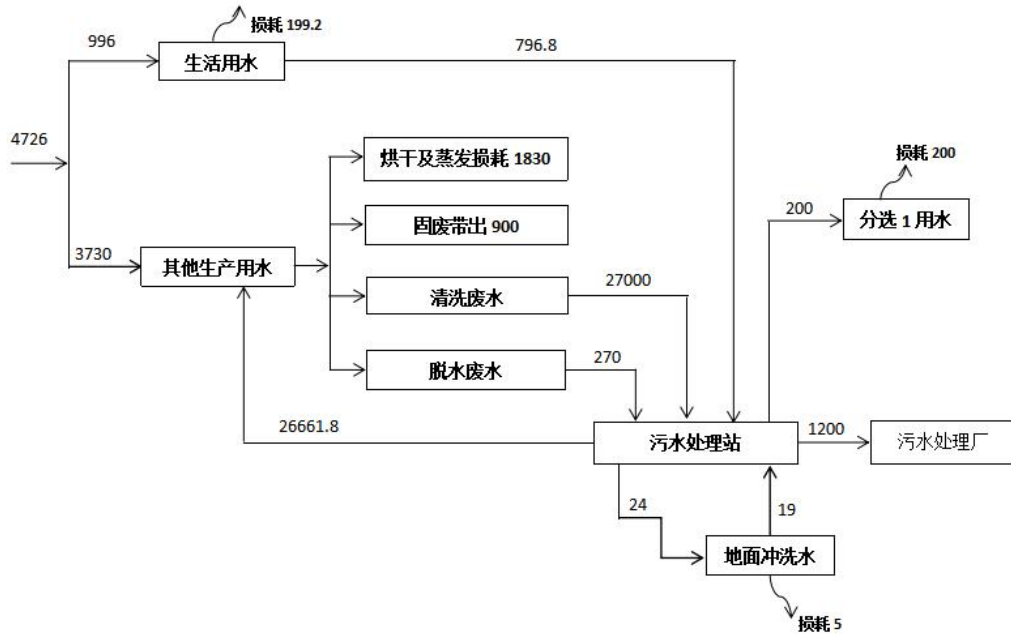 损耗 199.2
996
生活用水
796.8
4726
烘干及蒸发损耗 1830
损耗 200
固废带出 900
200
分选 1 用水
3730
其他生产用水
清洗废水
27000
脱水废水
270
26661.8
污水处理站
1200
污水处理厂
24
19
地面冲洗水
损耗 5